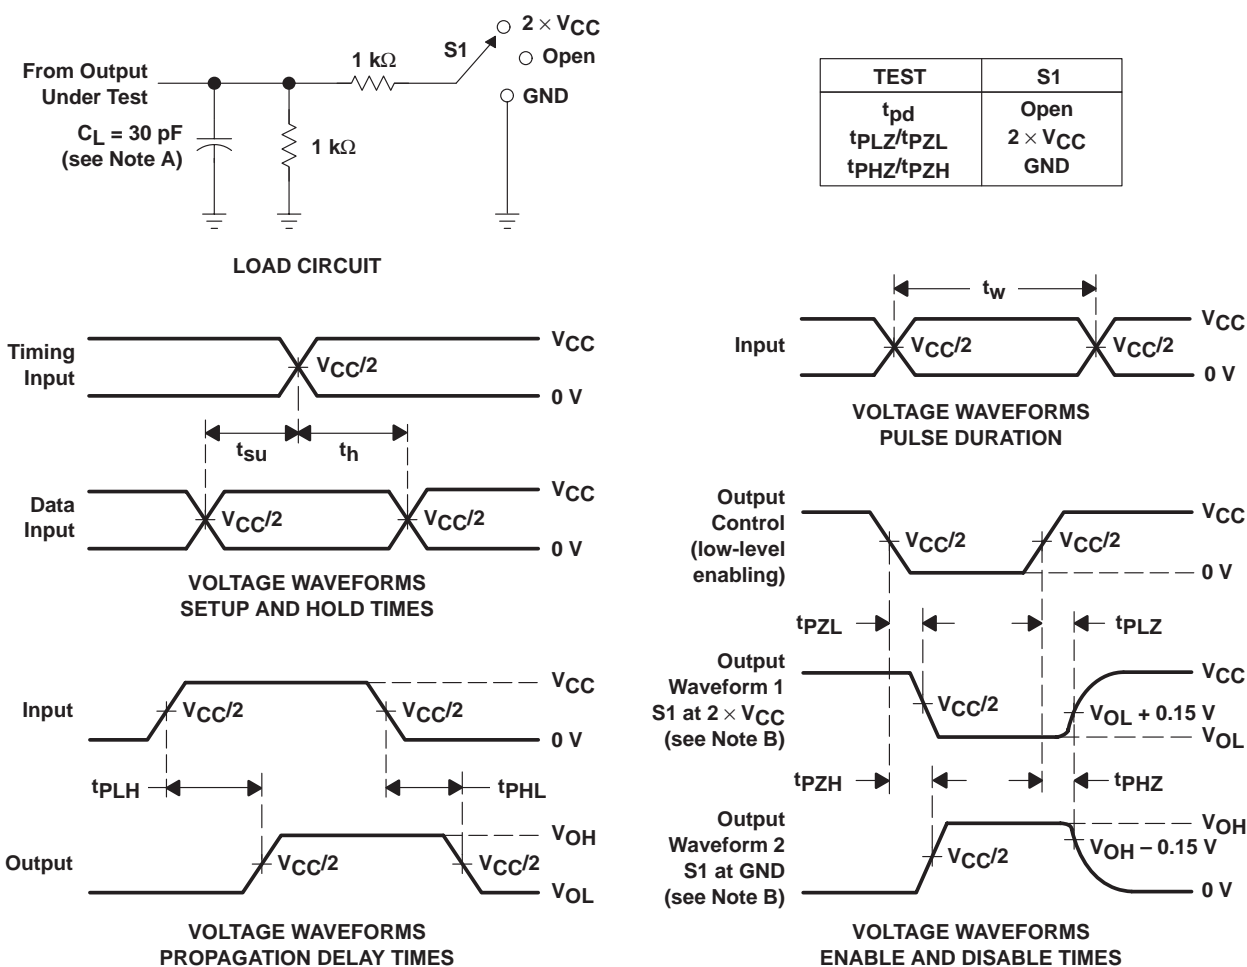 From Output
Under Test
C_L = 30 pF
(see Note A)
1 kΩ
1 kΩ
S1
2 × V_CC
Open
GND
LOAD CIRCUIT
TEST S1
t_pd Open
t_PLZ/t_PZL 2 × V_CC
t_PHZ/t_PZH GND
Timing
Input
V_CC/2
V_CC
0 V
t_su
t_h
Data
Input
V_CC/2
V_CC/2
V_CC
0 V
VOLTAGE WAVEFORMS
SETUP AND HOLD TIMES
t_w
Input
V_CC/2
V_CC/2
V_CC
0 V
VOLTAGE WAVEFORMS
PULSE DURATION
Input
V_CC/2
V_CC/2
V_CC
0 V
t_PLH
t_PHL
Output
V_CC/2
V_CC/2
V_OH
V_OL
VOLTAGE WAVEFORMS
PROPAGATION DELAY TIMES
Output
Control
(low-level
enabling)
V_CC/2
V_CC/2
V_CC
0 V
t_PZL
t_PLZ
Output
Waveform 1
S1 at 2 × V_CC
(see Note B)
V_CC/2
V_CC
V_OL + 0.15 V
V_OL
t_PZH
t_PHZ
Output
Waveform 2
S1 at GND
(see Note B)
V_CC/2
V_OH
V_OH − 0.15 V
0 V
VOLTAGE WAVEFORMS
ENABLE AND DISABLE TIMES